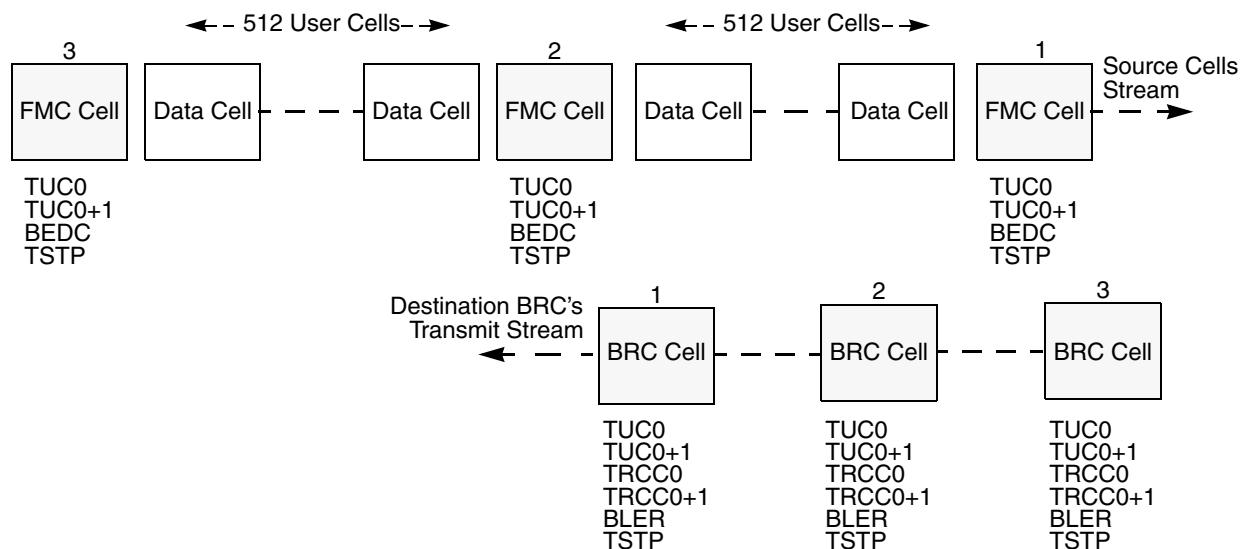 512 User Cells
512 User Cells
3
2
1
FMC Cell
Data Cell
Data Cell
FMC Cell
Data Cell
Data Cell
FMC Cell
Source Cells
Stream
TUC0
TUC0+1
BEDC
TSTP
TUC0
TUC0+1
BEDC
TSTP
TUC0
TUC0+1
BEDC
TSTP
Destination BRC's
Transmit Stream
1
2
3
BRC Cell
BRC Cell
BRC Cell
TUC0
TUC0+1
TRCC0
TRCC0+1
BLER
TSTP
TUC0
TUC0+1
TRCC0
TRCC0+1
BLER
TSTP
TUC0
TUC0+1
TRCC0
TRCC0+1
BLER
TSTP